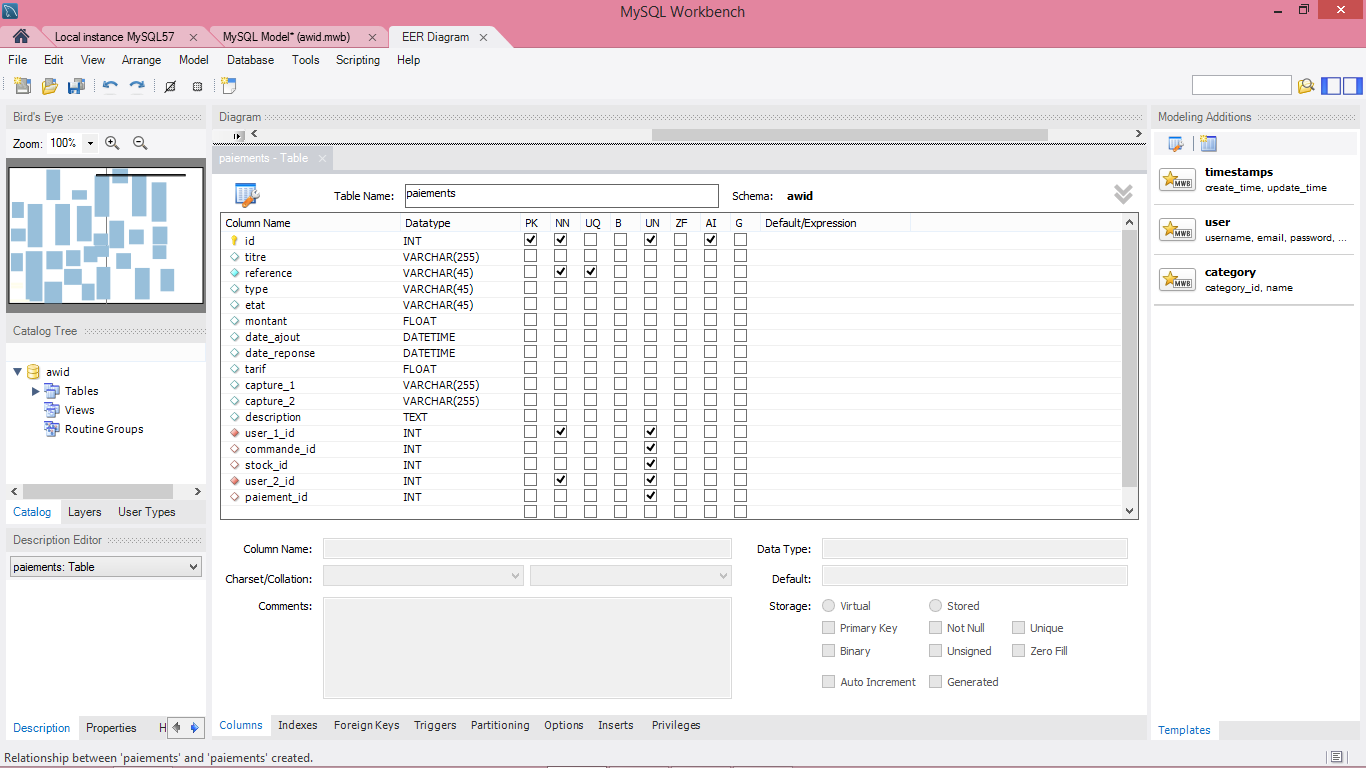 MySQL Workbench
Local instance MySQL57
MySQL Model* (awid.mwb)
EER Diagram
File Edit View Arrange Model Database Tools Scripting Help
Bird's Eye
Zoom: 100%
Catalog Tree
awid
Tables
Views
Routine Groups
Catalog Layers User Types
Description Editor
paiements: Table
Description Properties H
Diagram
paiements - Table
Table Name: paiements Schema: awid
Column Name Datatype PK NN UQ B UN ZF AI G Default/Expression
id INT
titre VARCHAR(255)
reference VARCHAR(45)
type VARCHAR(45)
etat VARCHAR(45)
montant FLOAT
date_ajout DATETIME
date_reponse DATETIME
tarif FLOAT
capture_1 VARCHAR(255)
capture_2 VARCHAR(255)
description TEXT
user_1_id INT
commande_id INT
stock_id INT
user_2_id INT
paiement_id INT
Column Name: Data Type:
Charset/Collation: Default:
Comments: Storage: Virtual Stored
Primary Key Not Null Unique
Binary Unsigned Zero Fill
Auto Increment Generated
Columns Indexes Foreign Keys Triggers Partitioning Options Inserts Privileges
Modeling Additions
MWB
timestamps
create_time, update_time
MWB
user
username, email, password, ...
MWB
category
category_id, name
Templates
Relationship between 'paiements' and 'paiements' created.